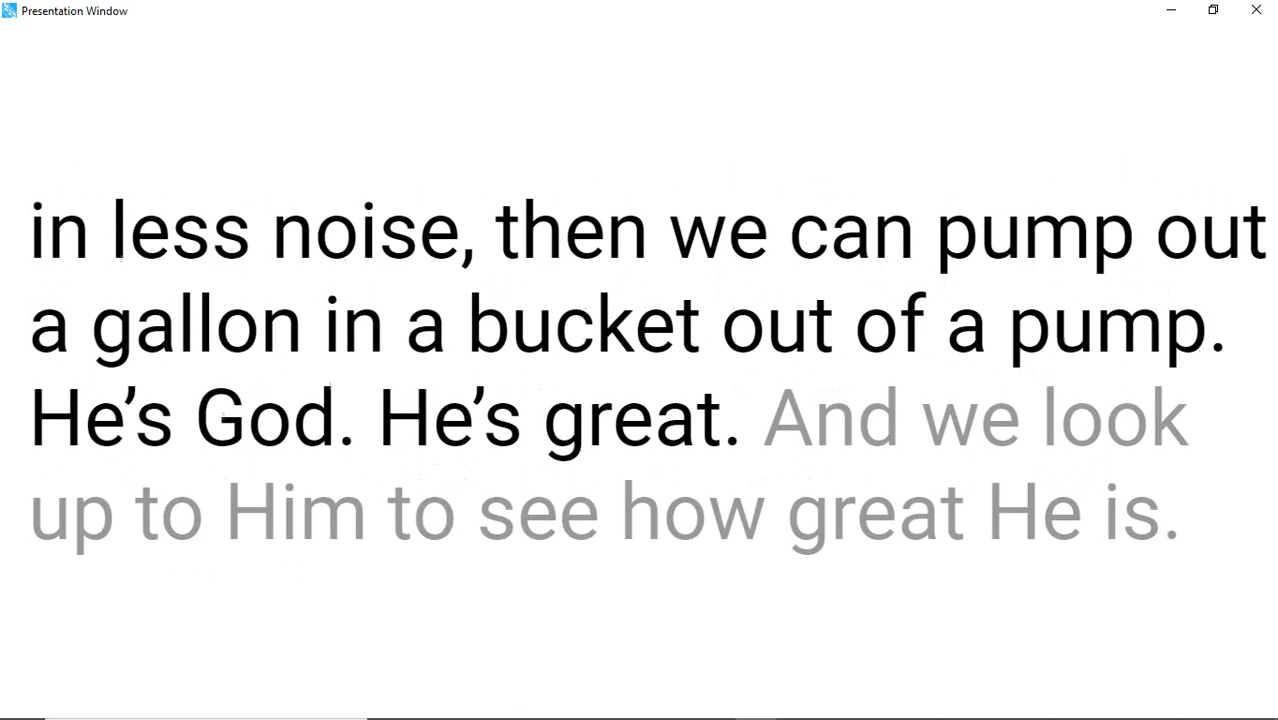 Presentation Window
in less noise, then we can pump out
a gallon in a bucket out of a pump.
He’s God. He’s great. And we look
up to Him to see how great He is.